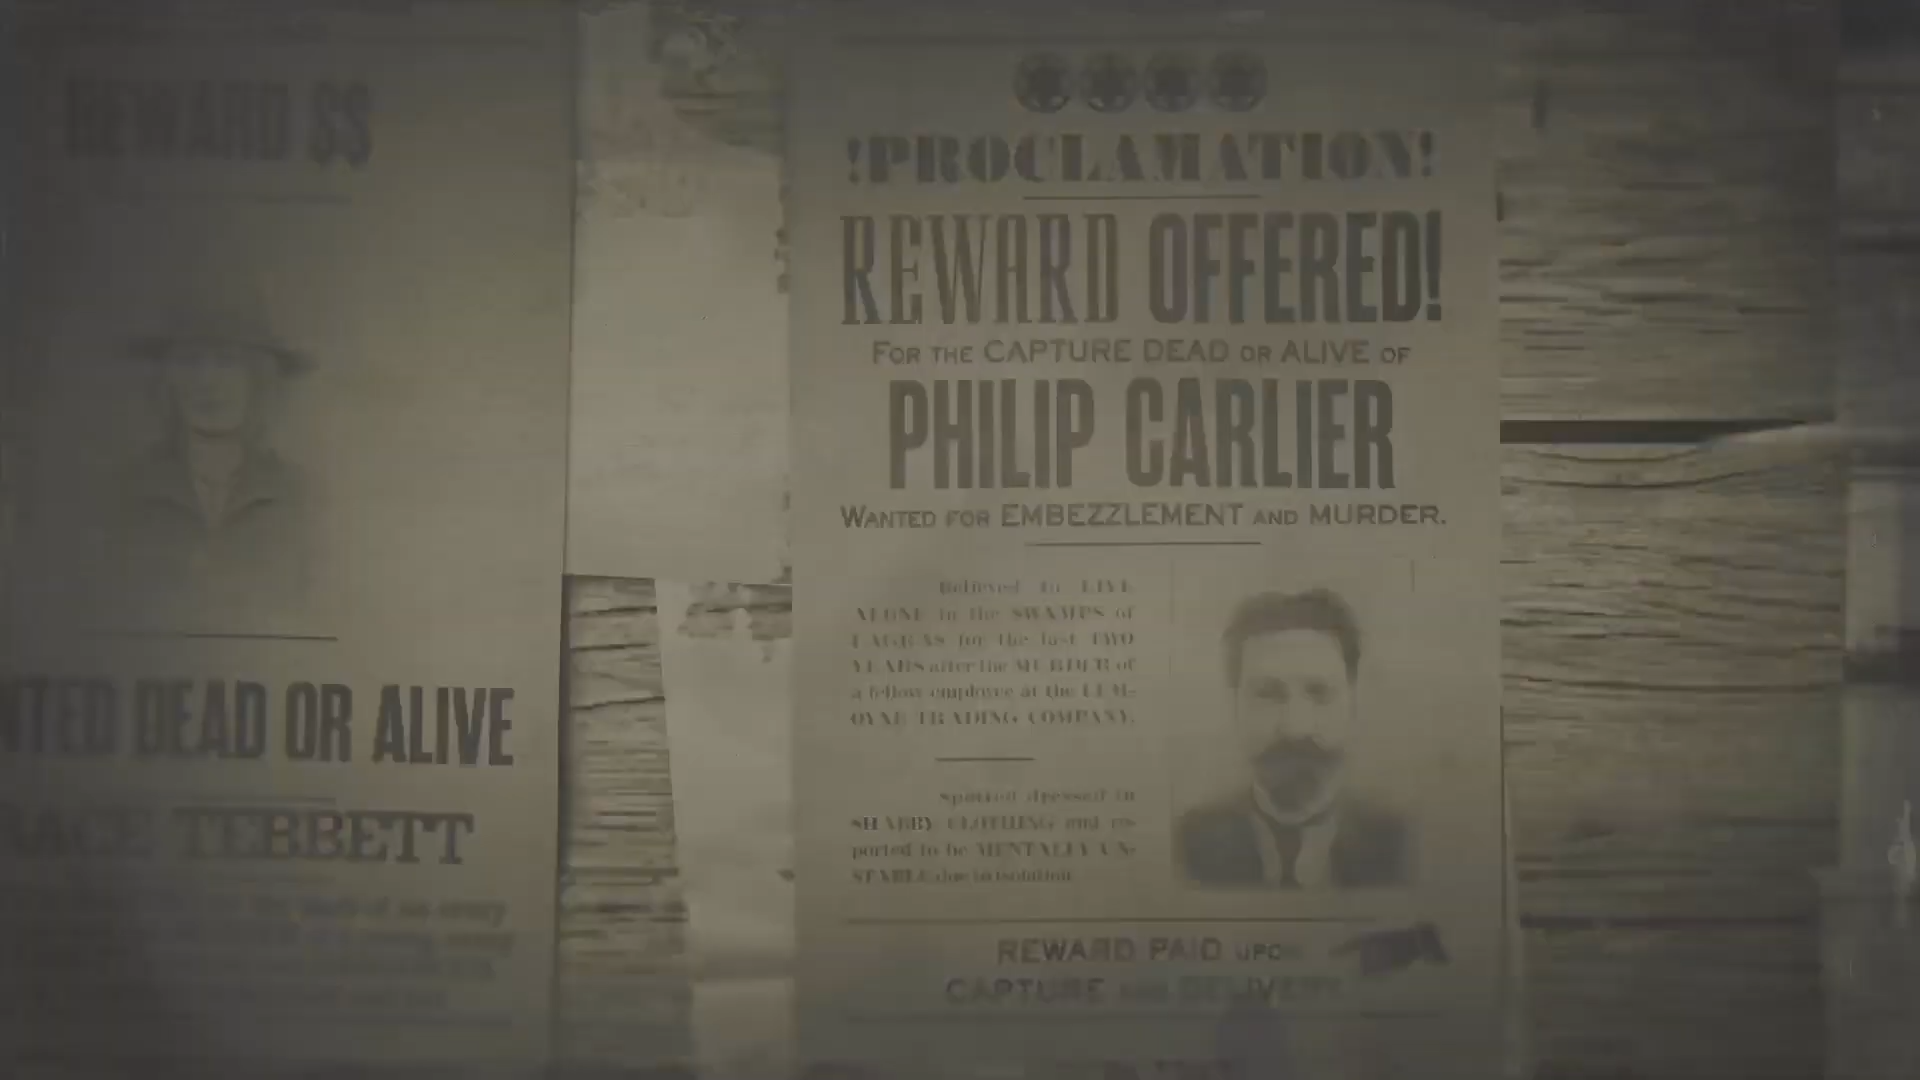 REWARD $$
DEAD OR ALIVE
TEBBETT
!PROCLAMATION!
REWARD OFFERED!
FOR THE CAPTURE DEAD OR ALIVE OF
PHILIP CARLIER
WANTED FOR EMBEZZLEMENT AND MURDER.
Believed to LIVE
ALONE in the SWAMPS of
LAGRAS for the last TWO
YEARS after the MURDER of
a fellow employee at the LEM-
OYNE TRADING COMPANY.
Spotted dressed in
SHABBY CLOTHING and re-
ported to be MENTALLY UN-
STABLE due to isolation
REWARD PAID UPON
CAPTURE AND DELIVERY